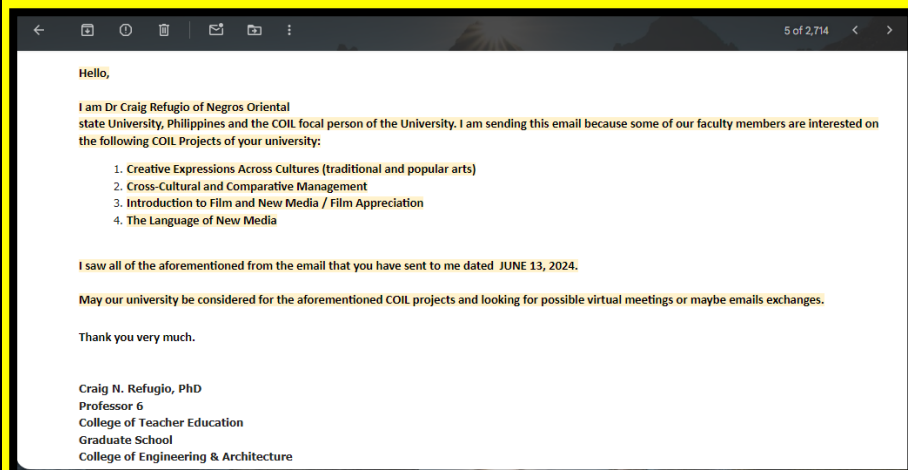 5 of 2,714
Hello,
I am Dr Craig Refugio of Negros Oriental
state University, Philippines and the COIL focal person of the University. I am sending this email because some of our faculty members are interested on
the following COIL Projects of your university:
1. Creative Expressions Across Cultures (traditional and popular arts)
2. Cross-Cultural and Comparative Management
3. Introduction to Film and New Media / Film Appreciation
4. The Language of New Media
I saw all of the aforementioned from the email that you have sent to me dated JUNE 13, 2024.
May our university be considered for the aforementioned COIL projects and looking for possible virtual meetings or maybe emails exchanges.
Thank you very much.
Craig N. Refugio, PhD
Professor 6
College of Teacher Education
Graduate School
College of Engineering & Architecture